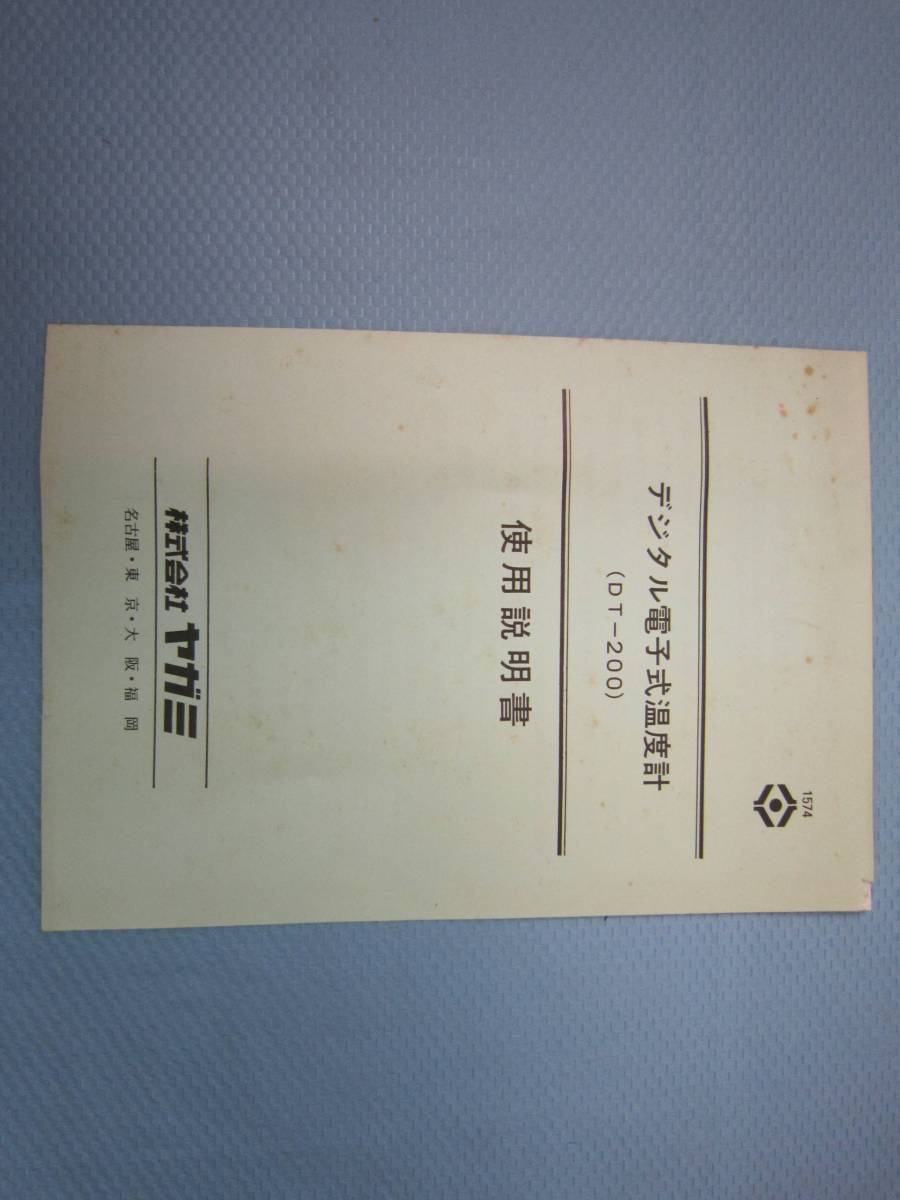 1574
デジタル電子式温度計
(DT-200)
使用説明書
株式会社 ヤガミ
名古屋・東京・大阪・福岡